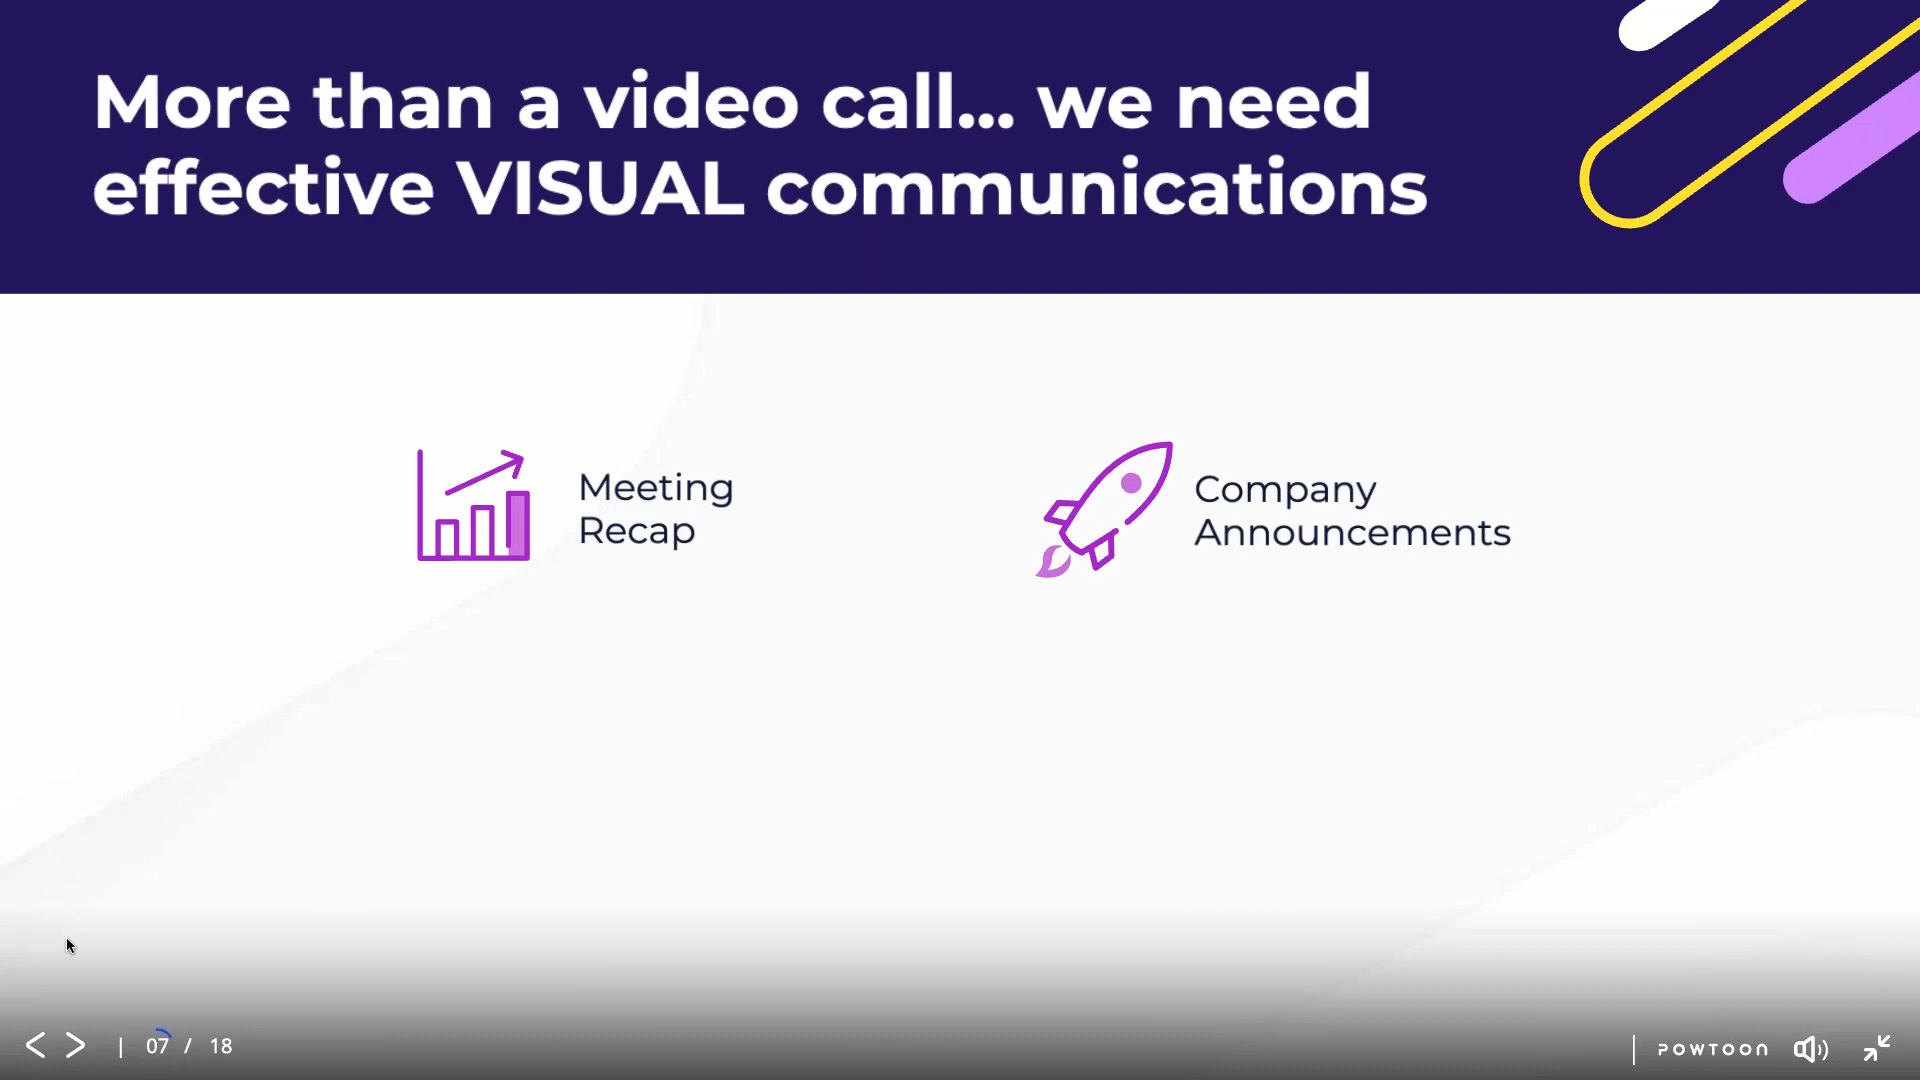 More than a video call... we need
effective VISUAL communications
Meeting
Recap
Company
Announcements
07 / 18
POWTOON